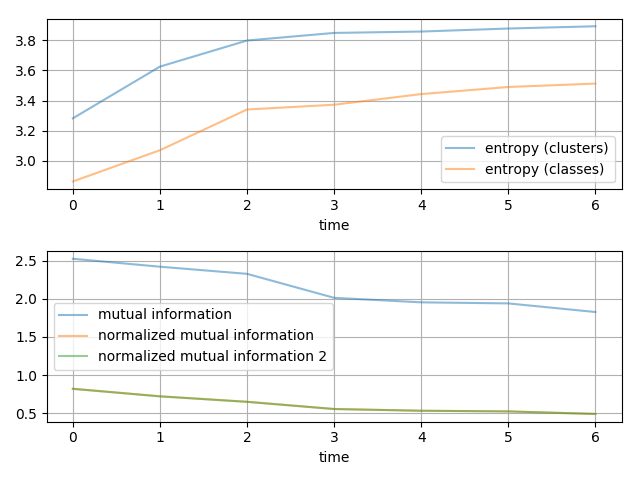 3.8
3.6
3.4
3.2
3.0
entropy (clusters)
entropy (classes)
0 1 2 3 4 5 6
time
2.5
2.0
1.5
1.0
0.5
mutual information
normalized mutual information
normalized mutual information 2
0 1 2 3 4 5 6
time